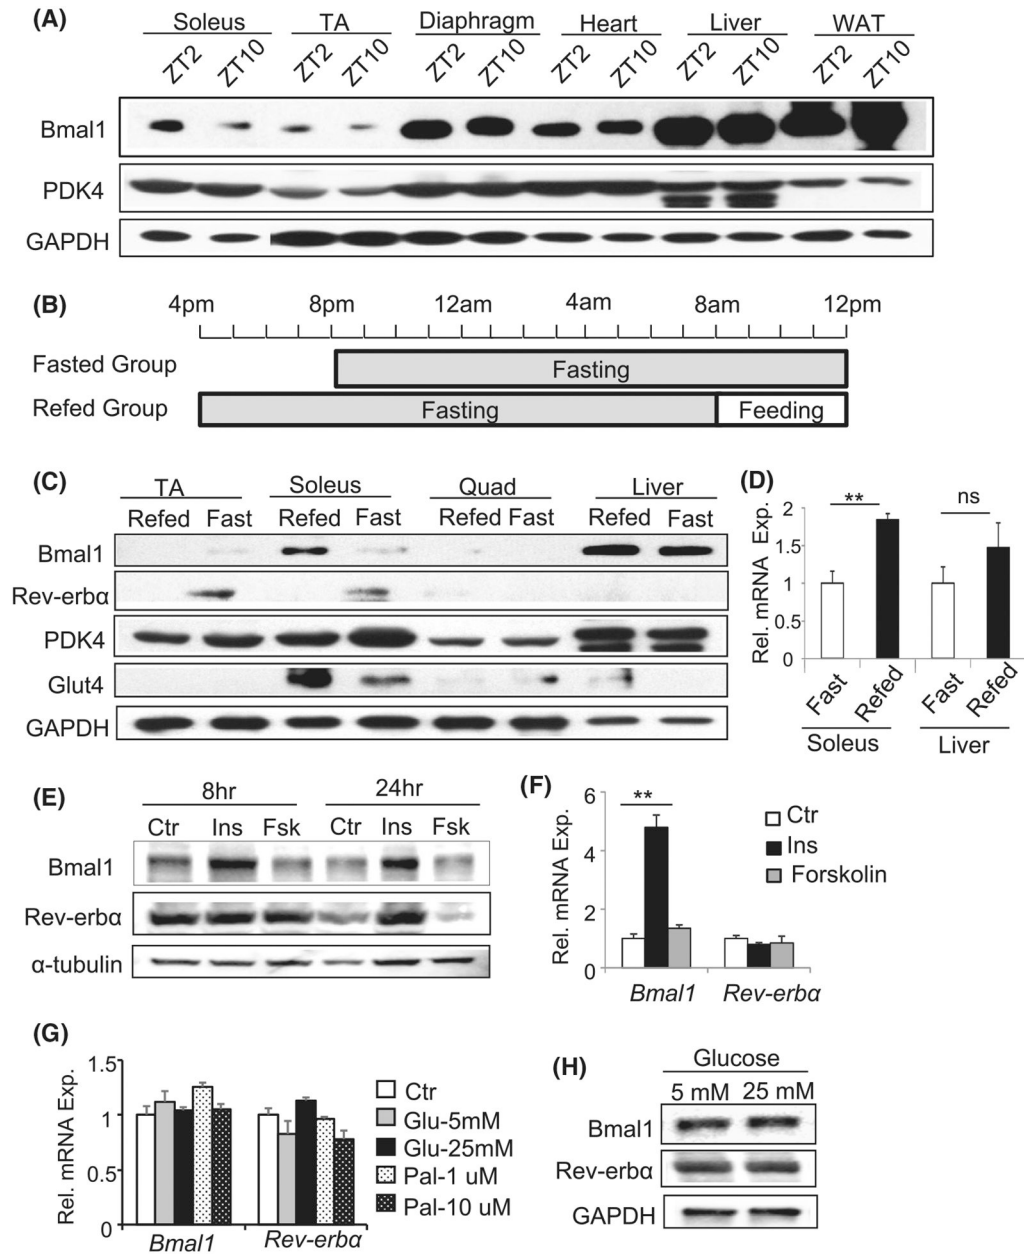 (A)
Soleus TA Diaphragm Heart Liver WAT
ZT2 ZT10 ZT2 ZT10 ZT2 ZT10 ZT2 ZT10 ZT2 ZT10 ZT2 ZT10
Bmal1
PDK4
GAPDH
(B)
4pm 8pm 12am 4am 8am 12pm
Fasted Group Fasting
Refed Group Fasting Feeding
(C)
TA Soleus Quad Liver
Refed Fast Refed Fast Refed Fast Refed Fast
Bmal1
Rev-erbα
PDK4
Glut4
GAPDH
(D)
Rel. mRNA Exp.
2
1.5
1
0.5
0
** ns
Fast Refed Fast Refed
Soleus Liver
(E)
8hr 24hr
Ctr Ins Fsk Ctr Ins Fsk
Bmal1
Rev-erbα
α-tubulin
(F)
Rel. mRNA Exp.
6
4
2
0
**
Ctr
Ins
Forskolin
Bmal1 Rev-erbα
(G)
Rel. mRNA Exp.
1.5
1
0.5
0
Ctr
Glu-5mM
Glu-25mM
Pal-1 uM
Pal-10 uM
Bmal1 Rev-erbα
(H)
Glucose
5 mM 25 mM
Bmal1
Rev-erbα
GAPDH